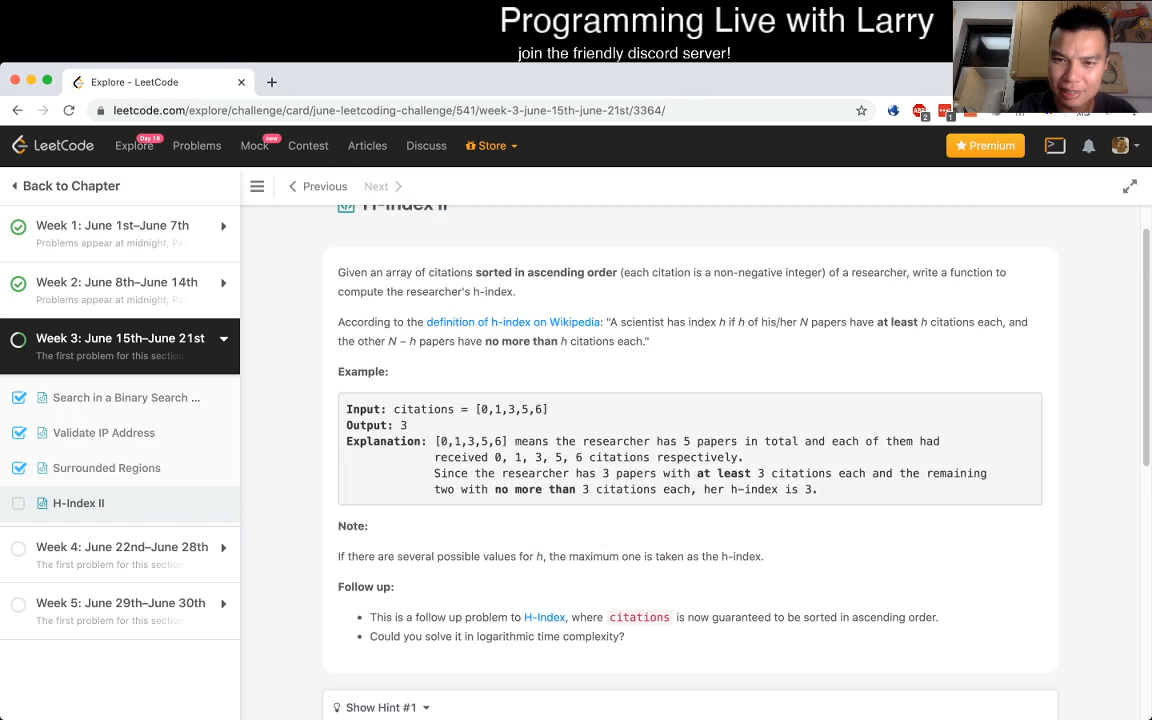 Programming Live with Larry
join the friendly discord server!
Explore - LeetCode
leetcode.com/explore/challenge/card/june-leetcoding-challenge/541/week-3-june-15th-june-21st/3364/
ABP
2
1
LeetCode
Explore
Day 18
Problems
Mock
new
Contest
Articles
Discuss
Store
Premium
Back to Chapter
Previous
Next
Week 1: June 1st–June 7th
Problems appear at midnight, Pa
Week 2: June 8th–June 14th
Problems appear at midnight, Pa
Week 3: June 15th–June 21st
The first problem for this section
Search in a Binary Search ...
Validate IP Address
Surrounded Regions
H-Index II
Week 4: June 22nd–June 28th
The first problem for this section
Week 5: June 29th–June 30th
The first problem for this section
H-Index II
Given an array of citations sorted in ascending order (each citation is a non-negative integer) of a researcher, write a function to
compute the researcher's h-index.
According to the definition of h-index on Wikipedia: "A scientist has index h if h of his/her N papers have at least h citations each, and
the other N − h papers have no more than h citations each."
Example:
Input: citations = [0,1,3,5,6]
Output: 3
Explanation: [0,1,3,5,6] means the researcher has 5 papers in total and each of them had
received 0, 1, 3, 5, 6 citations respectively.
Since the researcher has 3 papers with at least 3 citations each and the remaining
two with no more than 3 citations each, her h-index is 3.
Note:
If there are several possible values for h, the maximum one is taken as the h-index.
Follow up:
• This is a follow up problem to H-Index, where citations is now guaranteed to be sorted in ascending order.
• Could you solve it in logarithmic time complexity?
Show Hint #1